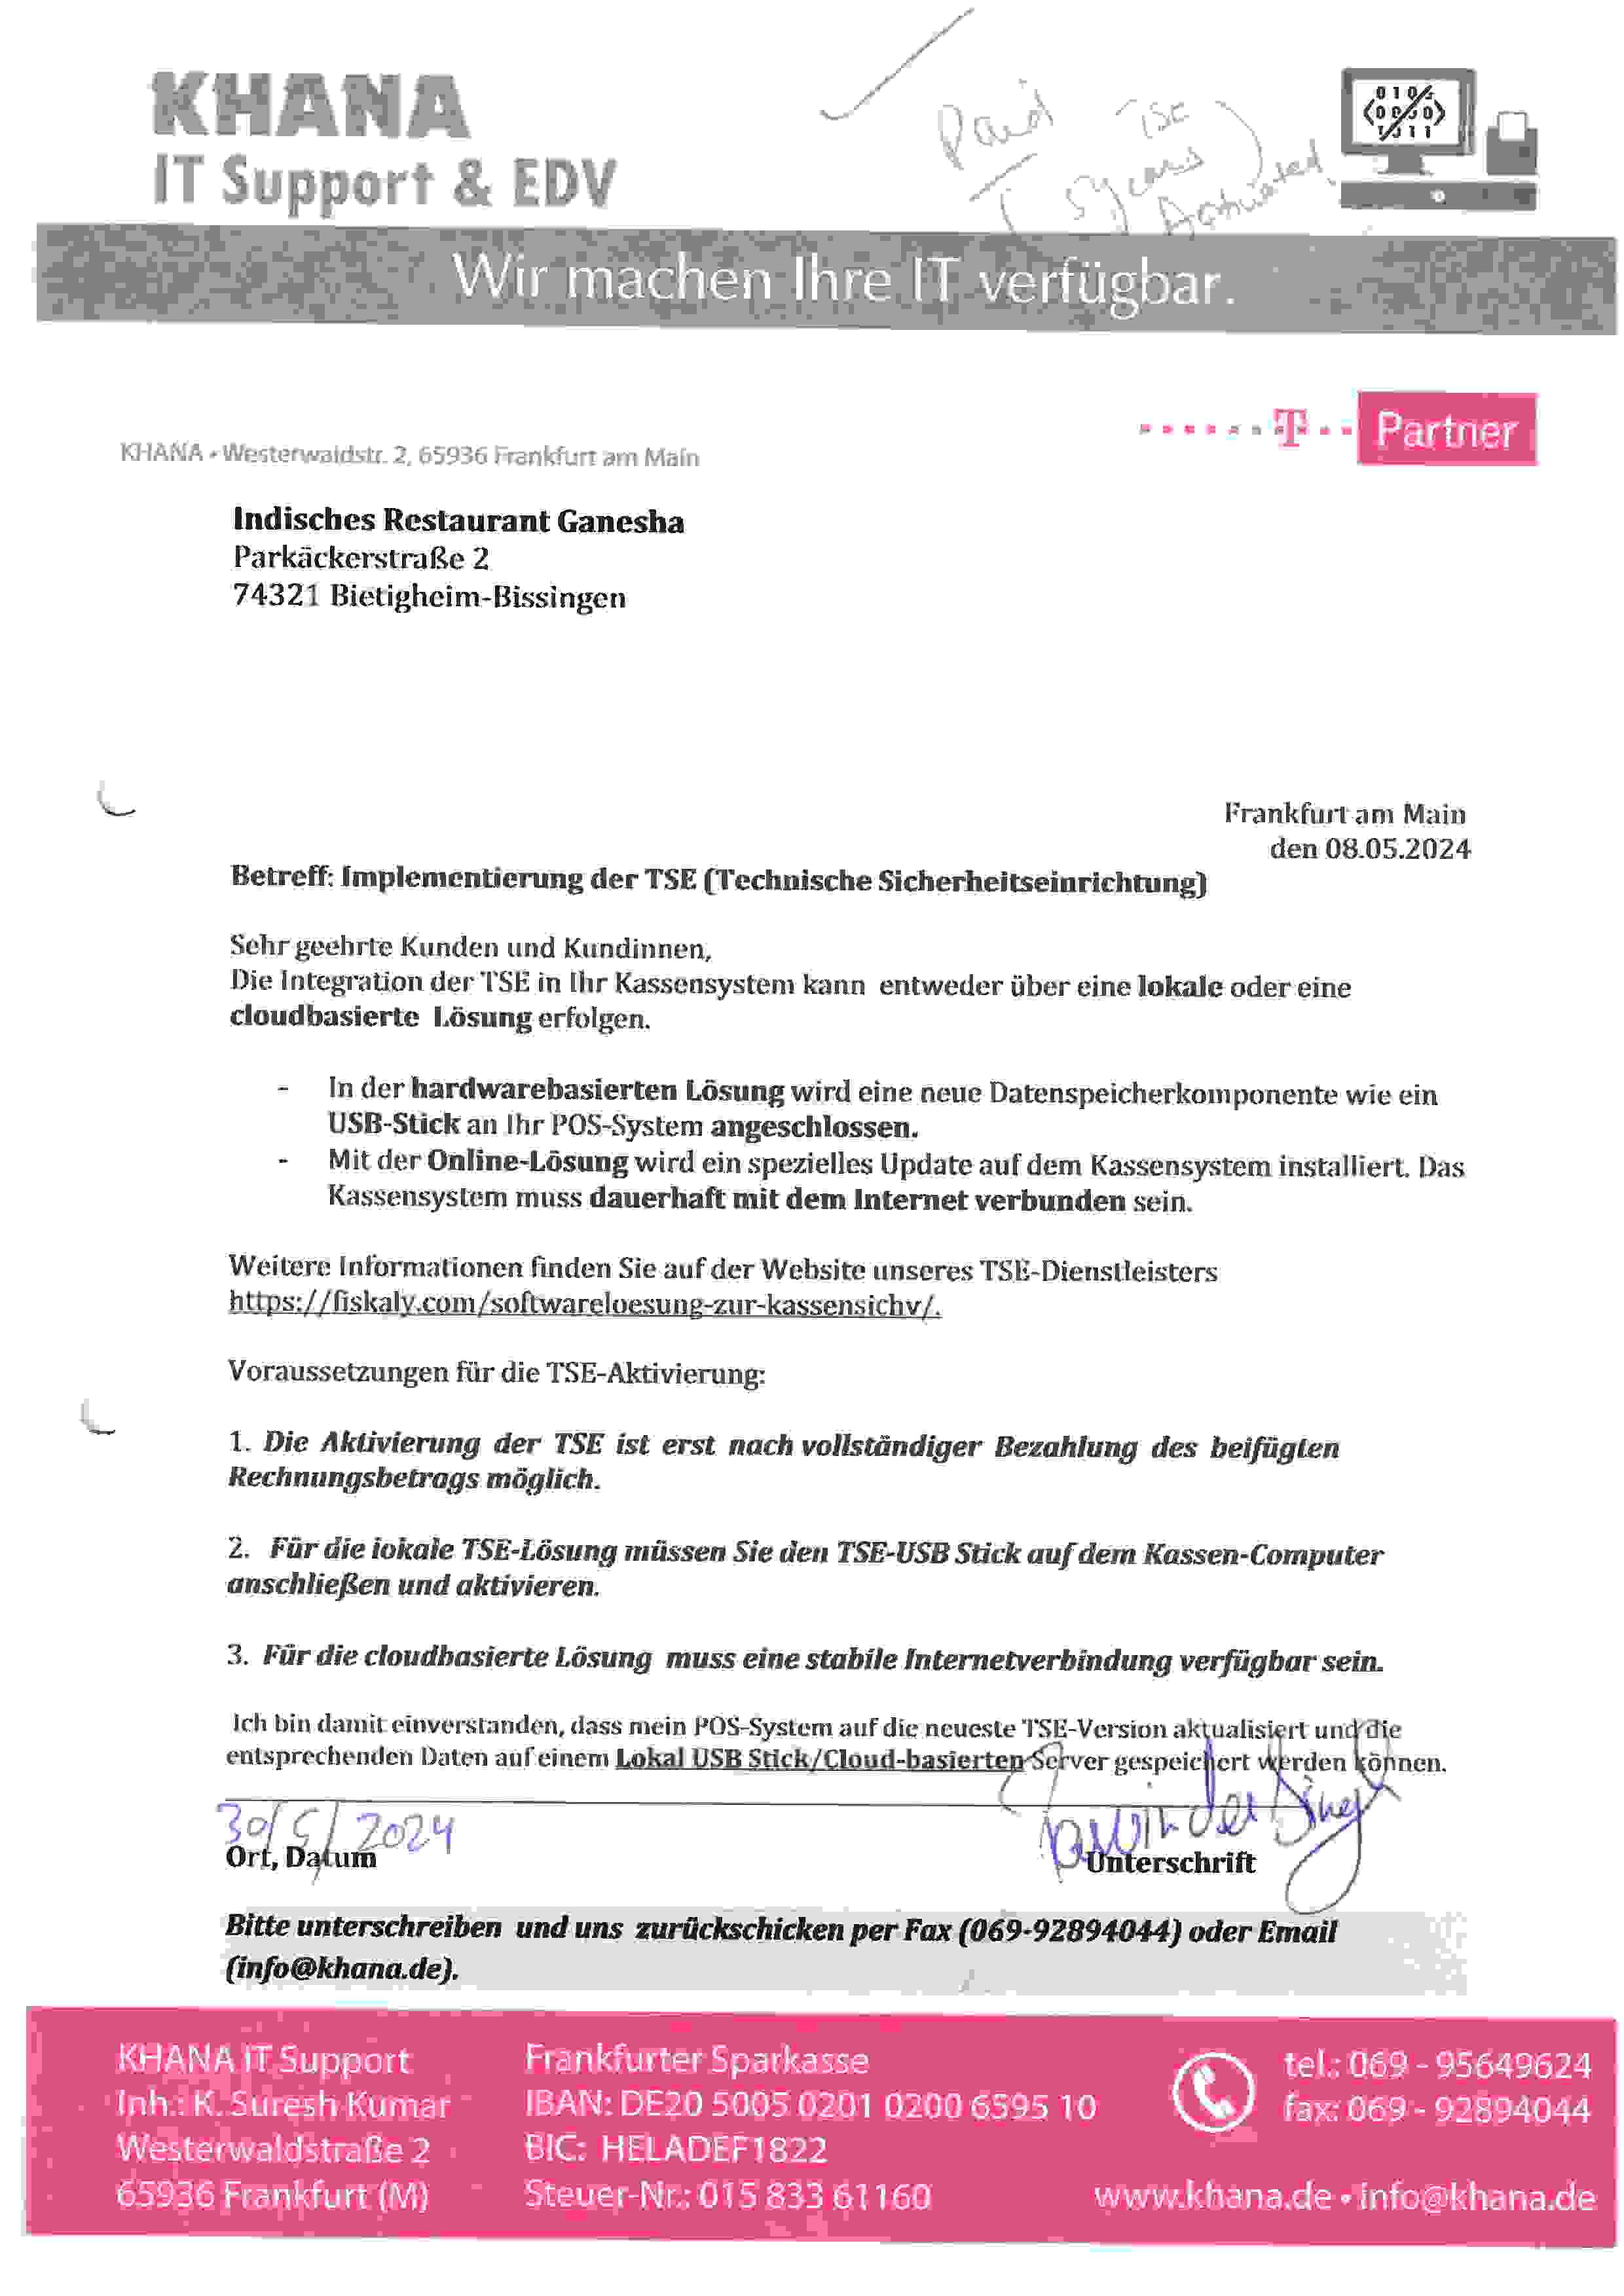 KHANA
IT Support & EDV
Paid TSE
(5 years)
Activated
0 1 0
1 0 1 1
Wir machen Ihre IT verfügbar.
T Partner
KHANA • Westerwaldstr. 2, 65936 Frankfurt am Main
Indisches Restaurant Ganesha
Parkäckerstraße 2
74321 Bietigheim-Bissingen
Frankfurt am Main
den 08.05.2024
Betreff: Implementierung der TSE (Technische Sicherheitseinrichtung)
Sehr geehrte Kunden und Kundinnen,
Die Integration der TSE in Ihr Kassensystem kann entweder über eine lokale oder eine
cloudbasierte Lösung erfolgen.
- In der hardwarebasierten Lösung wird eine neue Datenspeicherkomponente wie ein
USB-Stick an Ihr POS-System angeschlossen.
- Mit der Online-Lösung wird ein spezielles Update auf dem Kassensystem installiert. Das
Kassensystem muss dauerhaft mit dem Internet verbunden sein.
Weitere Informationen finden Sie auf der Website unseres TSE-Dienstleisters
https://fiskaly.com/softwareloesung-zur-kassensichv/.
Voraussetzungen für die TSE-Aktivierung:
1. Die Aktivierung der TSE ist erst nach vollständiger Bezahlung des beifügten
Rechnungsbetrags möglich.
2. Für die lokale TSE-Lösung müssen Sie den TSE-USB Stick auf dem Kassen-Computer
anschließen und aktivieren.
3. Für die cloudbasierte Lösung muss eine stabile Internetverbindung verfügbar sein.
Ich bin damit einverstanden, dass mein POS-System auf die neueste TSE-Version aktualisiert und die
entsprechenden Daten auf einem Lokal USB Stick/Cloud-basierten Server gespeichert werden können.
30/5/2024
Ort, Datum
Unterschrift
Bitte unterschreiben und uns zurückschicken per Fax (069-92894044) oder Email
(info@khana.de).
KHANA IT Support
Inh.: K. Suresh Kumar
Westerwaldstraße 2
65936 Frankfurt (M)
Frankfurter Sparkasse
IBAN: DE20 5005 0201 0200 6595 10
BIC: HELADEF1822
Steuer-Nr.: 015 833 61160
tel.: 069 - 95649624
fax: 069 - 92894044
www.khana.de • info@khana.de